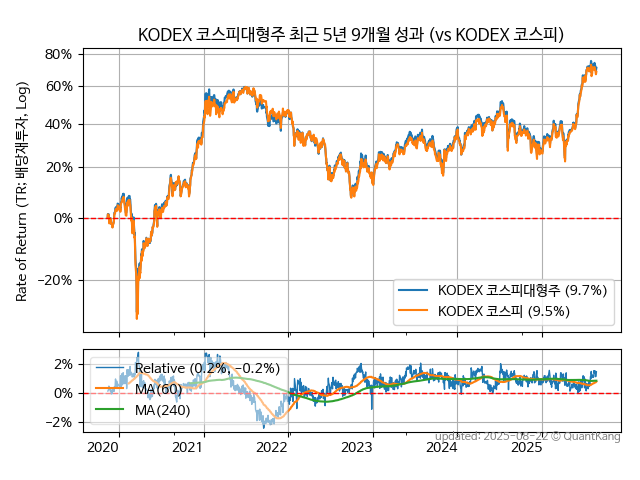 KODEX 코스피대형주 최근 5년 9개월 성과 (vs KODEX 코스피)
Rate of Return (TR: 배당재투자, Log)
80%
60%
40%
20%
0%
−20%
KODEX 코스피대형주 (9.7%)
KODEX 코스피 (9.5%)
2%
0%
−2%
Relative (0.2%, −0.2%)
MA(60)
MA(240)
2020 2021 2022 2023 2024 2025
updated: 2025-08-22 © QuantKang